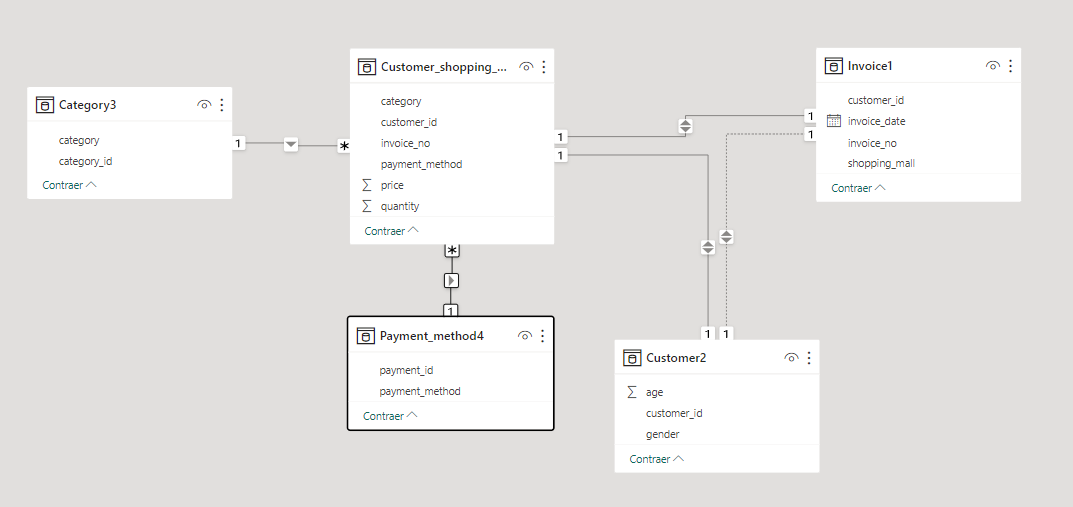 Category3
category
category_id
Contraer
1
*
Customer_shopping_...
category
customer_id
invoice_no
payment_method
price
quantity
Contraer
*
1
Payment_method4
payment_id
payment_method
Contraer
1
1
1
1
Invoice1
customer_id
invoice_date
invoice_no
shopping_mall
Contraer
1
1
Customer2
age
customer_id
gender
Contraer